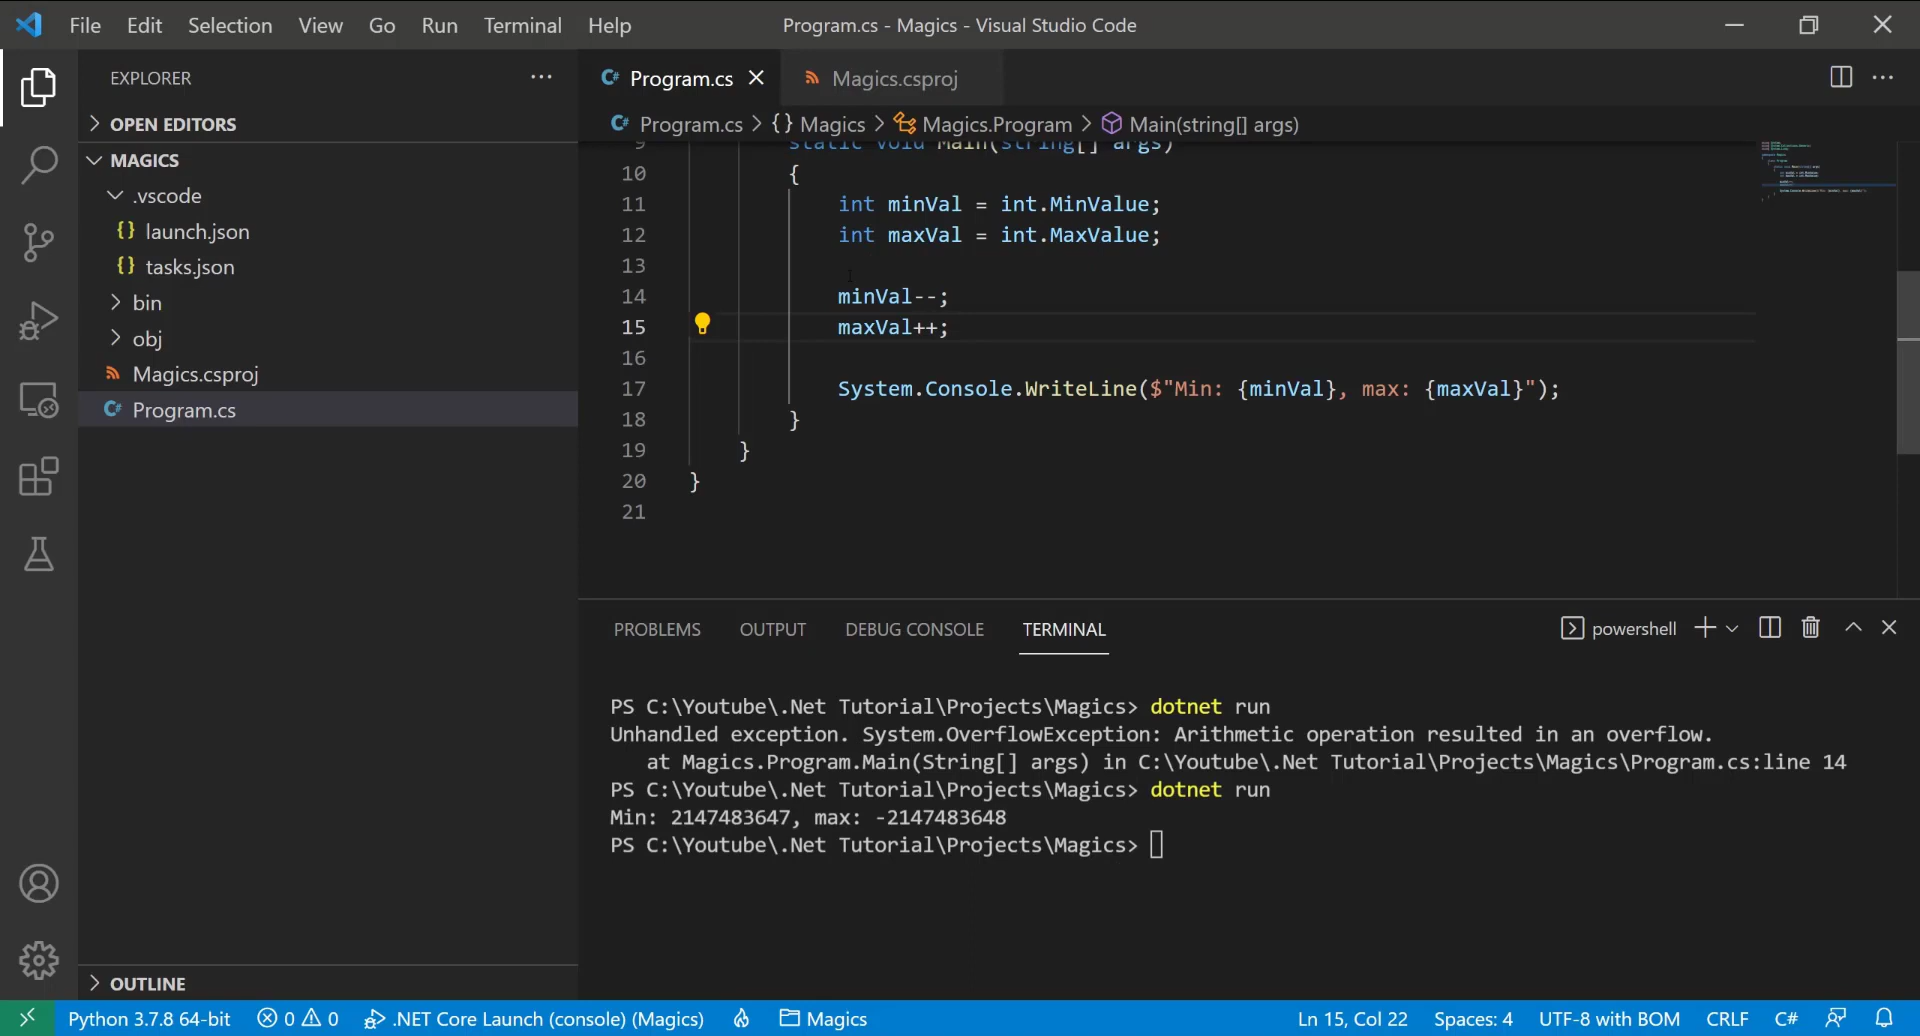 File Edit Selection View Go Run Terminal Help
Program.cs - Magics - Visual Studio Code
EXPLORER
OPEN EDITORS
MAGICS
.vscode
{} launch.json
{} tasks.json
bin
obj
Magics.csproj
C# Program.cs
OUTLINE
C# Program.cs Magics.csproj
C# Program.cs > {} Magics > Magics.Program > Main(string[] args)
9 static void Main(string[] args)
10 {
11 int minVal = int.MinValue;
12 int maxVal = int.MaxValue;
13
14 minVal--;
15 maxVal++;
16
17 System.Console.WriteLine($"Min: {minVal}, max: {maxVal}");
18 }
19 }
20 }
21
PROBLEMS OUTPUT DEBUG CONSOLE TERMINAL powershell
PS C:\Youtube\.Net Tutorial\Projects\Magics> dotnet run
Unhandled exception. System.OverflowException: Arithmetic operation resulted in an overflow.
at Magics.Program.Main(String[] args) in C:\Youtube\.Net Tutorial\Projects\Magics\Program.cs:line 14
PS C:\Youtube\.Net Tutorial\Projects\Magics> dotnet run
Min: 2147483647, max: -2147483648
PS C:\Youtube\.Net Tutorial\Projects\Magics>
Python 3.7.8 64-bit 0 0 .NET Core Launch (console) (Magics) Magics Ln 15, Col 22 Spaces: 4 UTF-8 with BOM CRLF C#